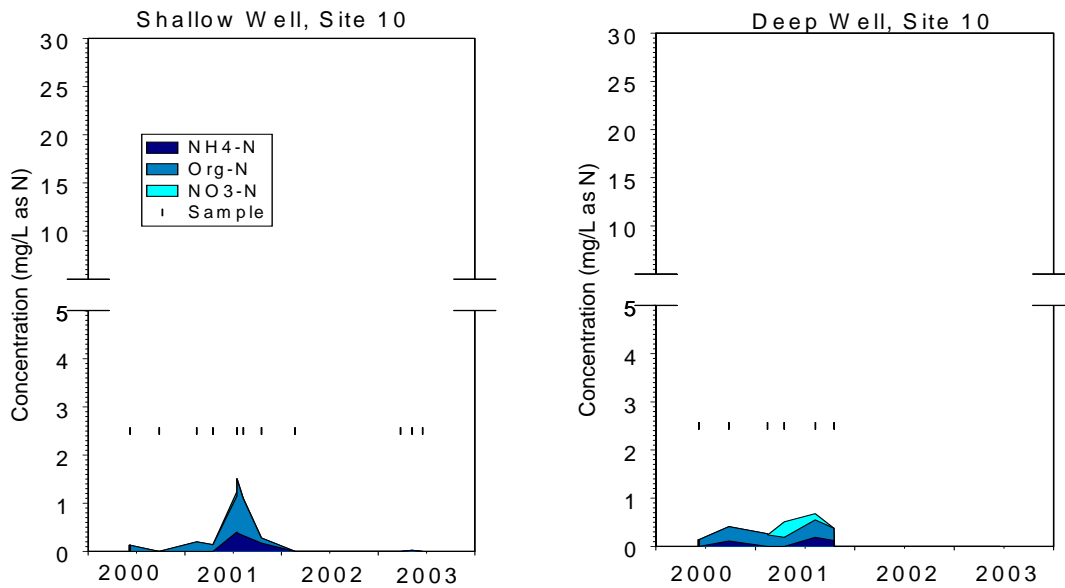 Shallow Well, Site 10
Concentration (mg/L as N)
30
25
20
15
10
5
4
3
2
1
0
NH4-N
Org-N
NO3-N
Sample
2000 2001 2002 2003
Deep Well, Site 10
Concentration (mg/L as N)
30
25
20
15
10
5
4
3
2
1
0
2000 2001 2002 2003